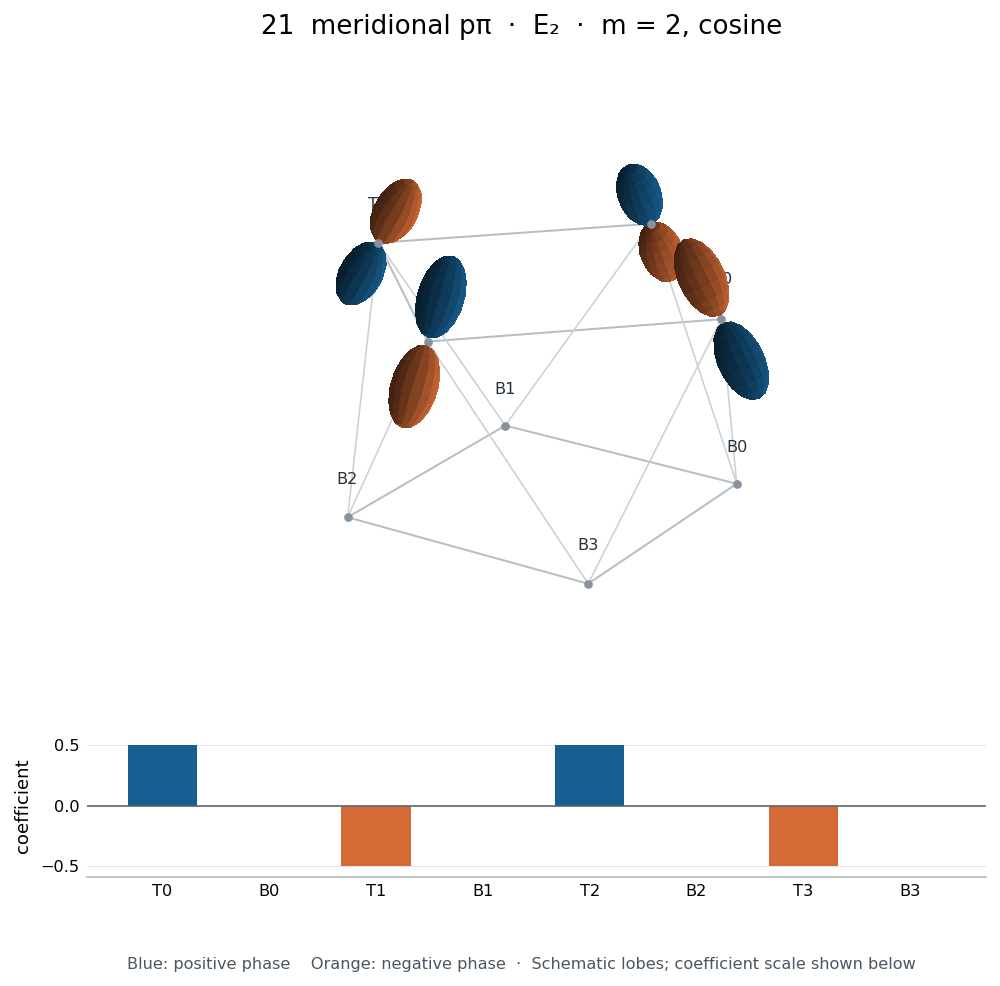 21 meridional pπ · E₂ · m = 2, cosine
B1
B0
B2
B3
0.5
0.0
−0.5
coefficient
T0 B0 T1 B1 T2 B2 T3 B3
Blue: positive phase Orange: negative phase · Schematic lobes; coefficient scale shown below